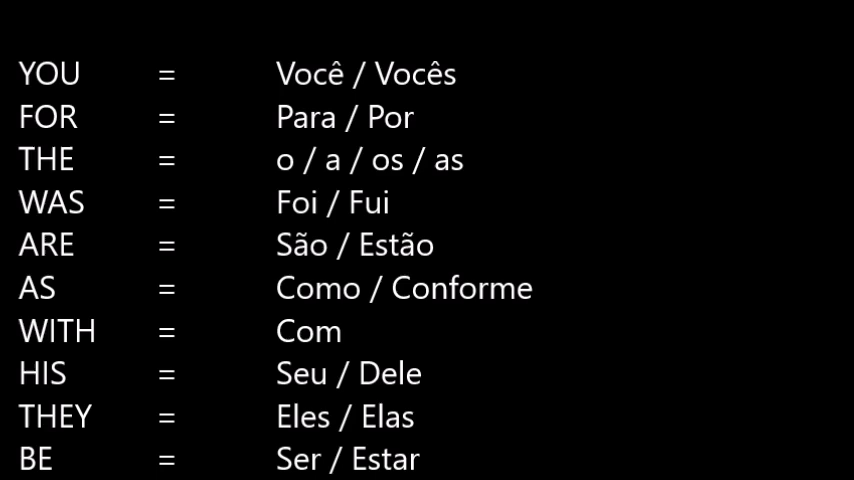 YOU = Você / Vocês
FOR = Para / Por
THE = o / a / os / as
WAS = Foi / Fui
ARE = São / Estão
AS = Como / Conforme
WITH = Com
HIS = Seu / Dele
THEY = Eles / Elas
BE = Ser / Estar